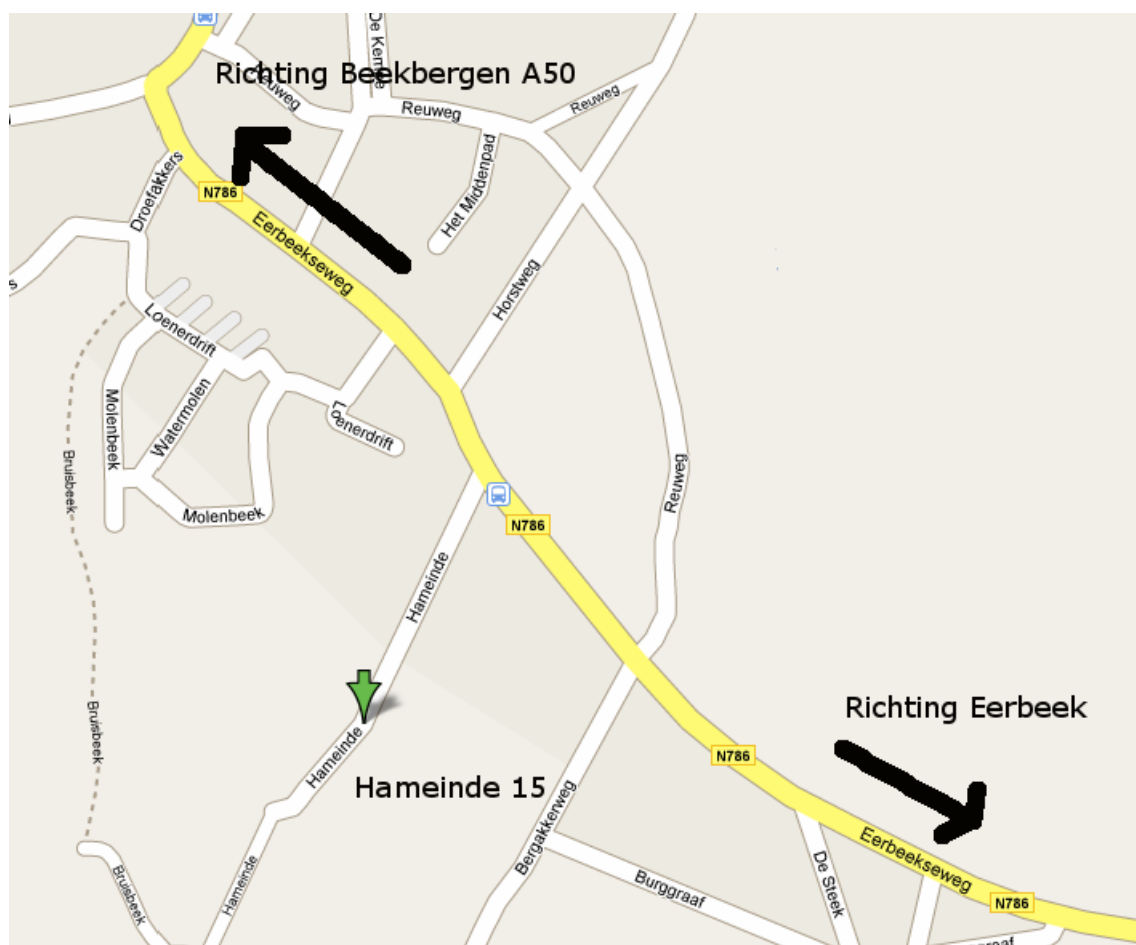 De Kempe
Richting Beekbergen A50
Reuweg
Reuweg
Reuweg
Het Middenpad
Droefakkers
N786
Eerbeekseweg
Horstweg
Loenerdrift
Molenbeek
Watermolen
Loenerdrift
Bruisbeek
Molenbeek
Reuweg
N786
Hameinde
Richting Eerbeek
Bruisbeek
Hameinde
N786
Hameinde 15
Bergakkerweg
Eerbeekseweg
De Steek
Burggraaf
Bruisbeek
Hameinde
N786